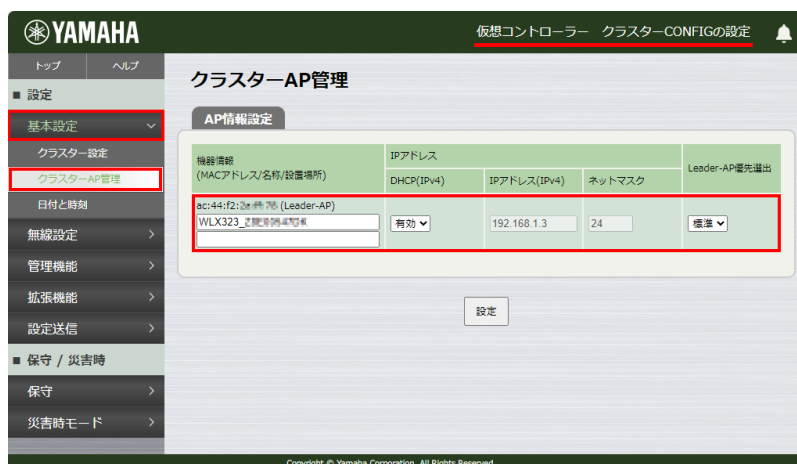 YAMAHA
仮想コントローラー クラスターCONFIGの設定
トップ ヘルプ
■ 設定
基本設定
クラスター設定
クラスターAP管理
日付と時刻
無線設定
管理機能
拡張機能
設定送信
■ 保守 / 災害時
保守
災害時モード
クラスターAP管理
AP情報設定
機器情報
(MACアドレス/名称/設置場所)
IPアドレス
DHCP(IPv4) IPアドレス(IPv4) ネットマスク
Leader-AP優先選出
ac:44:f2: (Leader-AP)
WLX323_
有効 192.168.1.3 24 標準
設定
Copyright © Yamaha Corporation. All Rights Reserved.